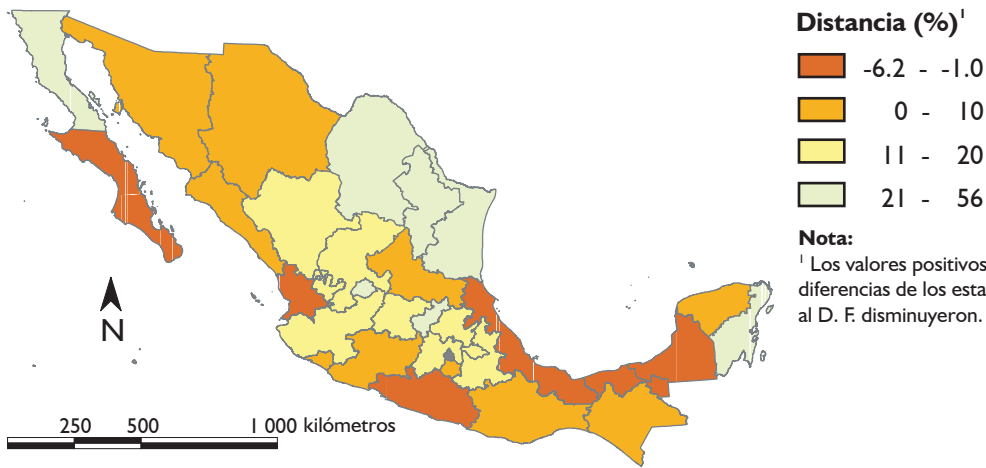 Distancia (%)¹
-6.2 - -1.0
0 - 10
11 - 20
21 - 56
Nota:
¹ Los valores positivos
diferencias de los esta
al D. F. disminuyeron.
N
250 500 1 000 kilómetros